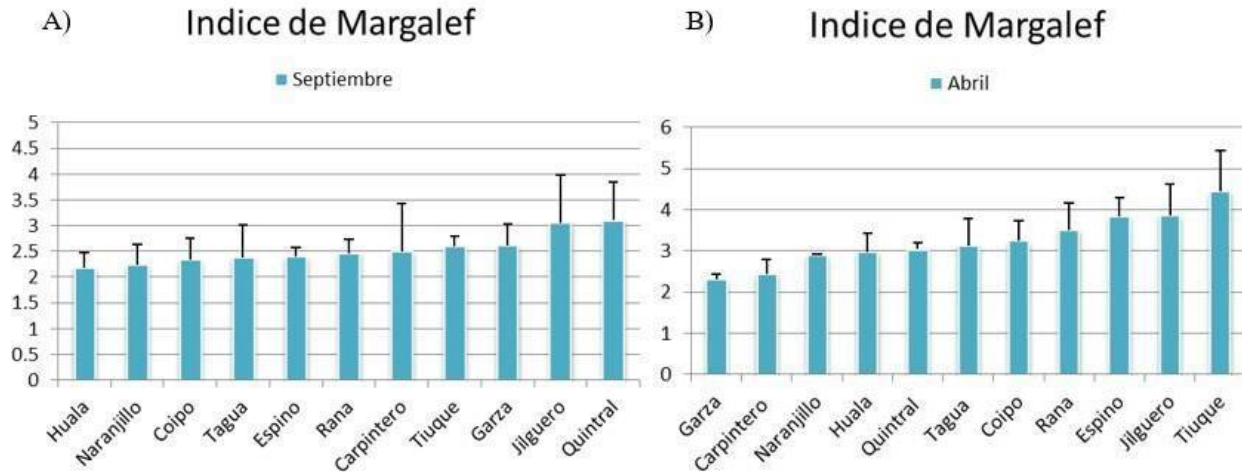 A)
Indice de Margalef
Septiembre
5
4.5
4
3.5
3
2.5
2
1.5
1
0.5
0
Huala
Naranjillo
Coipo
Tagua
Espino
Rana
Carpintero
Tiuque
Garza
Jilguero
Quintral
B)
Indice de Margalef
Abril
6
5
4
3
2
1
0
Garza
Carpintero
Naranjillo
Huala
Quintral
Tagua
Coipo
Rana
Espino
Jilguero
Tiuque